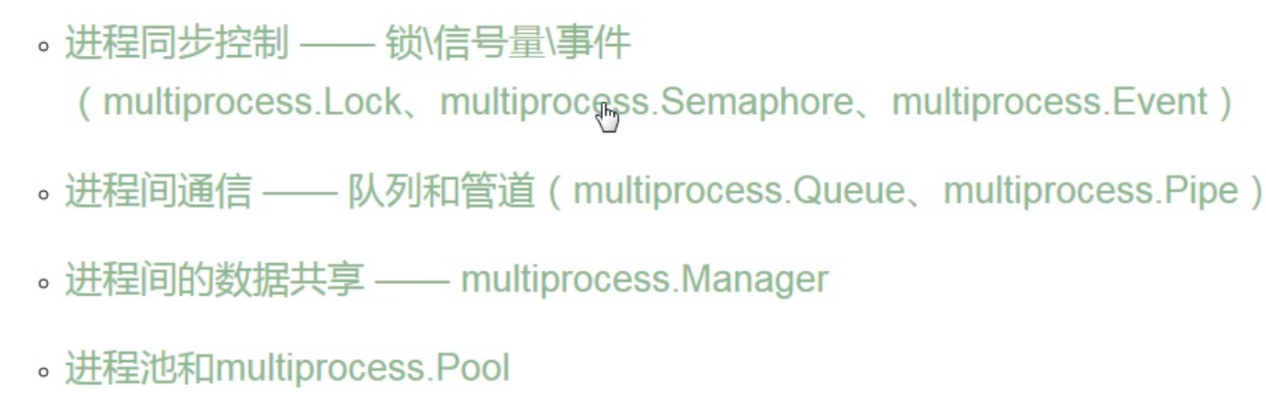 进程同步控制 —— 锁\信号量\事件
（multiprocess.Lock、multiprocess.Semaphore、multiprocess.Event）
进程间通信 —— 队列和管道（multiprocess.Queue、multiprocess.Pipe）
进程间的数据共享 —— multiprocess.Manager
进程池和multiprocess.Pool